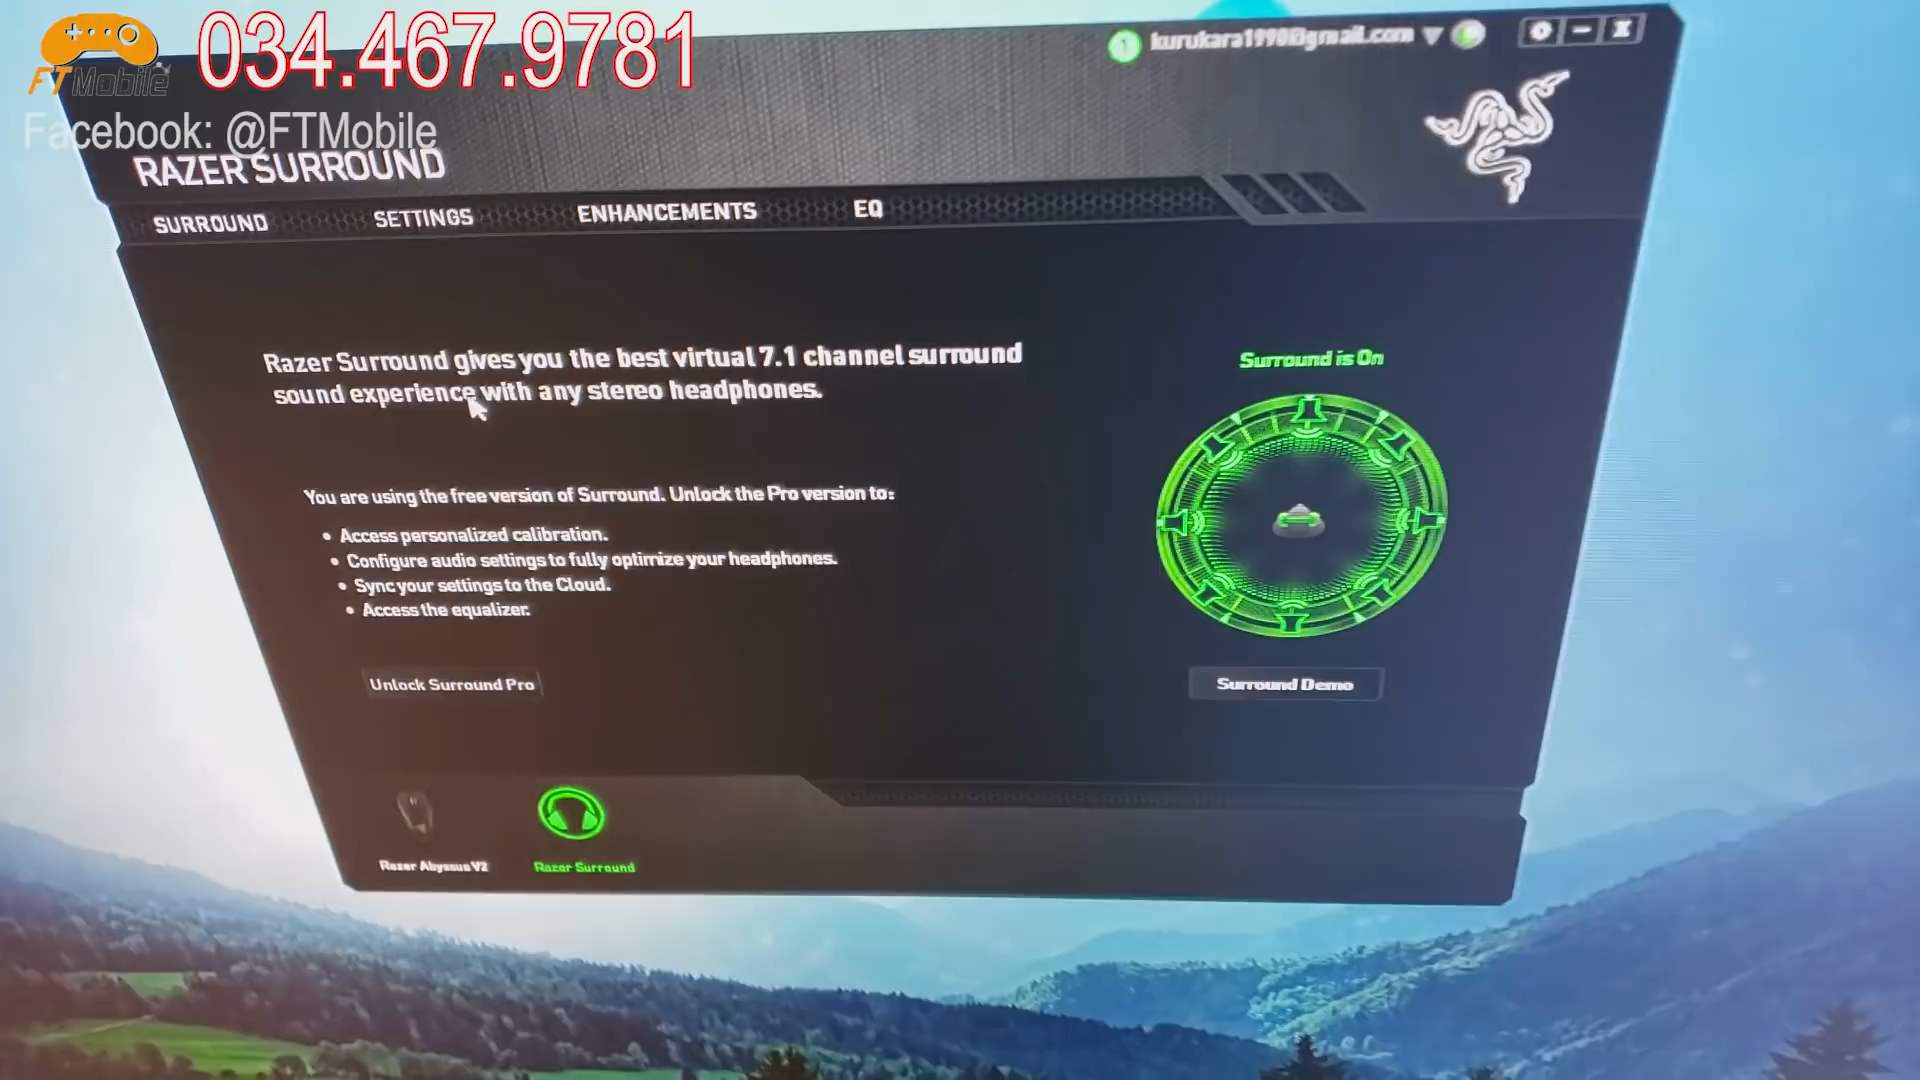 FTMobile
034.467.9781
Facebook: @FTMobile
kurukara1990@gmail.com
RAZER SURROUND
SURROUND SETTINGS ENHANCEMENTS EQ
Razer Surround gives you the best virtual 7.1 channel surround
sound experience with any stereo headphones.
Surround is On
You are using the free version of Surround. Unlock the Pro version to:
• Access personalized calibration.
• Configure audio settings to fully optimize your headphones.
• Sync your settings to the Cloud.
• Access the equalizer.
Unlock Surround Pro
Surround Demo
Razer Abyssus V2
Razer Surround